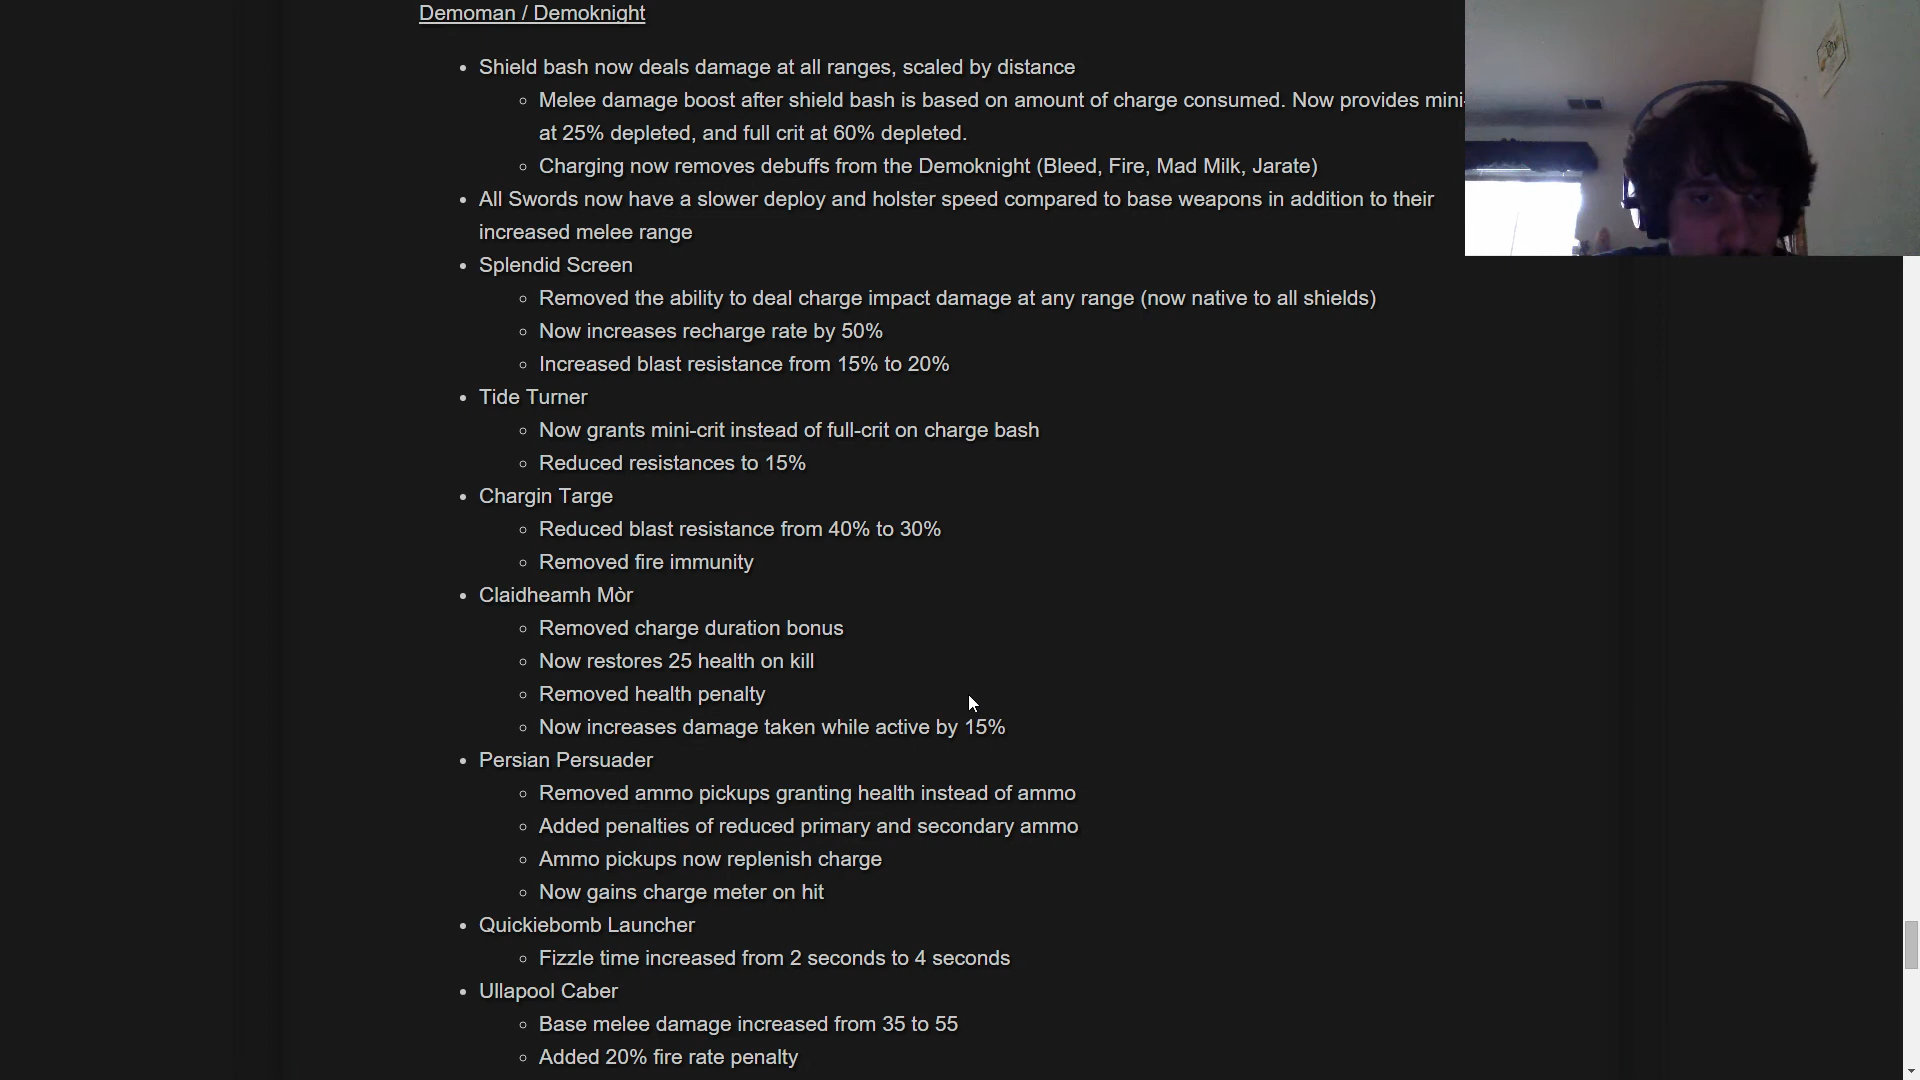 Demoman / Demoknight
Shield bash now deals damage at all ranges, scaled by distance
Melee damage boost after shield bash is based on amount of charge consumed. Now provides mini-
at 25% depleted, and full crit at 60% depleted.
Charging now removes debuffs from the Demoknight (Bleed, Fire, Mad Milk, Jarate)
All Swords now have a slower deploy and holster speed compared to base weapons in addition to their
increased melee range
Splendid Screen
Removed the ability to deal charge impact damage at any range (now native to all shields)
Now increases recharge rate by 50%
Increased blast resistance from 15% to 20%
Tide Turner
Now grants mini-crit instead of full-crit on charge bash
Reduced resistances to 15%
Chargin Targe
Reduced blast resistance from 40% to 30%
Removed fire immunity
Claidheamh Mòr
Removed charge duration bonus
Now restores 25 health on kill
Removed health penalty
Now increases damage taken while active by 15%
Persian Persuader
Removed ammo pickups granting health instead of ammo
Added penalties of reduced primary and secondary ammo
Ammo pickups now replenish charge
Now gains charge meter on hit
Quickiebomb Launcher
Fizzle time increased from 2 seconds to 4 seconds
Ullapool Caber
Base melee damage increased from 35 to 55
Added 20% fire rate penalty